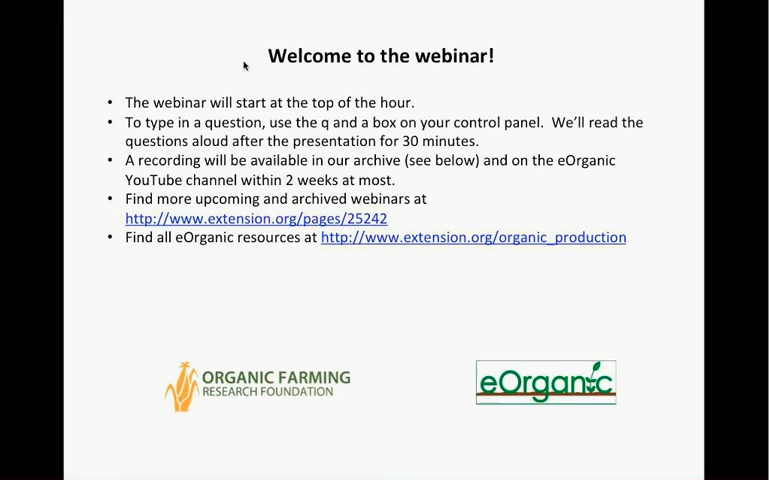 Welcome to the webinar!
• The webinar will start at the top of the hour.
• To type in a question, use the q and a box on your control panel. We'll read the
questions aloud after the presentation for 30 minutes.
• A recording will be available in our archive (see below) and on the eOrganic
YouTube channel within 2 weeks at most.
• Find more upcoming and archived webinars at
http://www.extension.org/pages/25242
• Find all eOrganic resources at http://www.extension.org/organic_production
ORGANIC FARMING
RESEARCH FOUNDATION
eOrganic